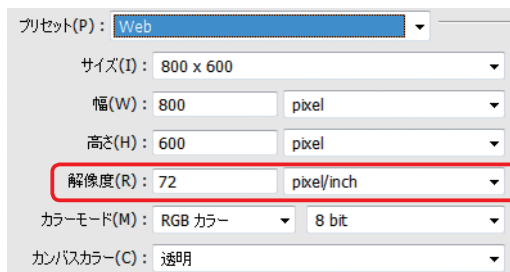 プリセット(P): Web
サイズ(I): 800 x 600
幅(W): 800 pixel
高さ(H): 600 pixel
解像度(R): 72 pixel/inch
カラーモード(M): RGB カラー 8 bit
カンバスカラー(C): 透明